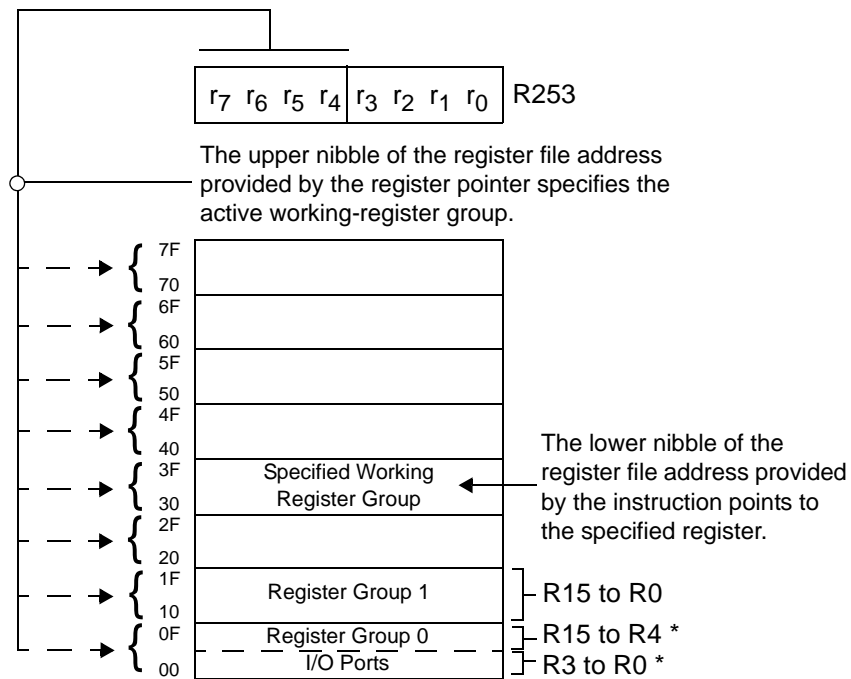 r7 r6 r5 r4 r3 r2 r1 r0 R253
The upper nibble of the register file address
provided by the register pointer specifies the
active working-register group.
7F
70
6F
60
5F
50
4F
40
3F
30
2F
20
1F
10
0F
00
Specified Working
Register Group
The lower nibble of the
register file address provided
by the instruction points to
the specified register.
Register Group 1
R15 to R0
Register Group 0
R15 to R4 *
I/O Ports
R3 to R0 *